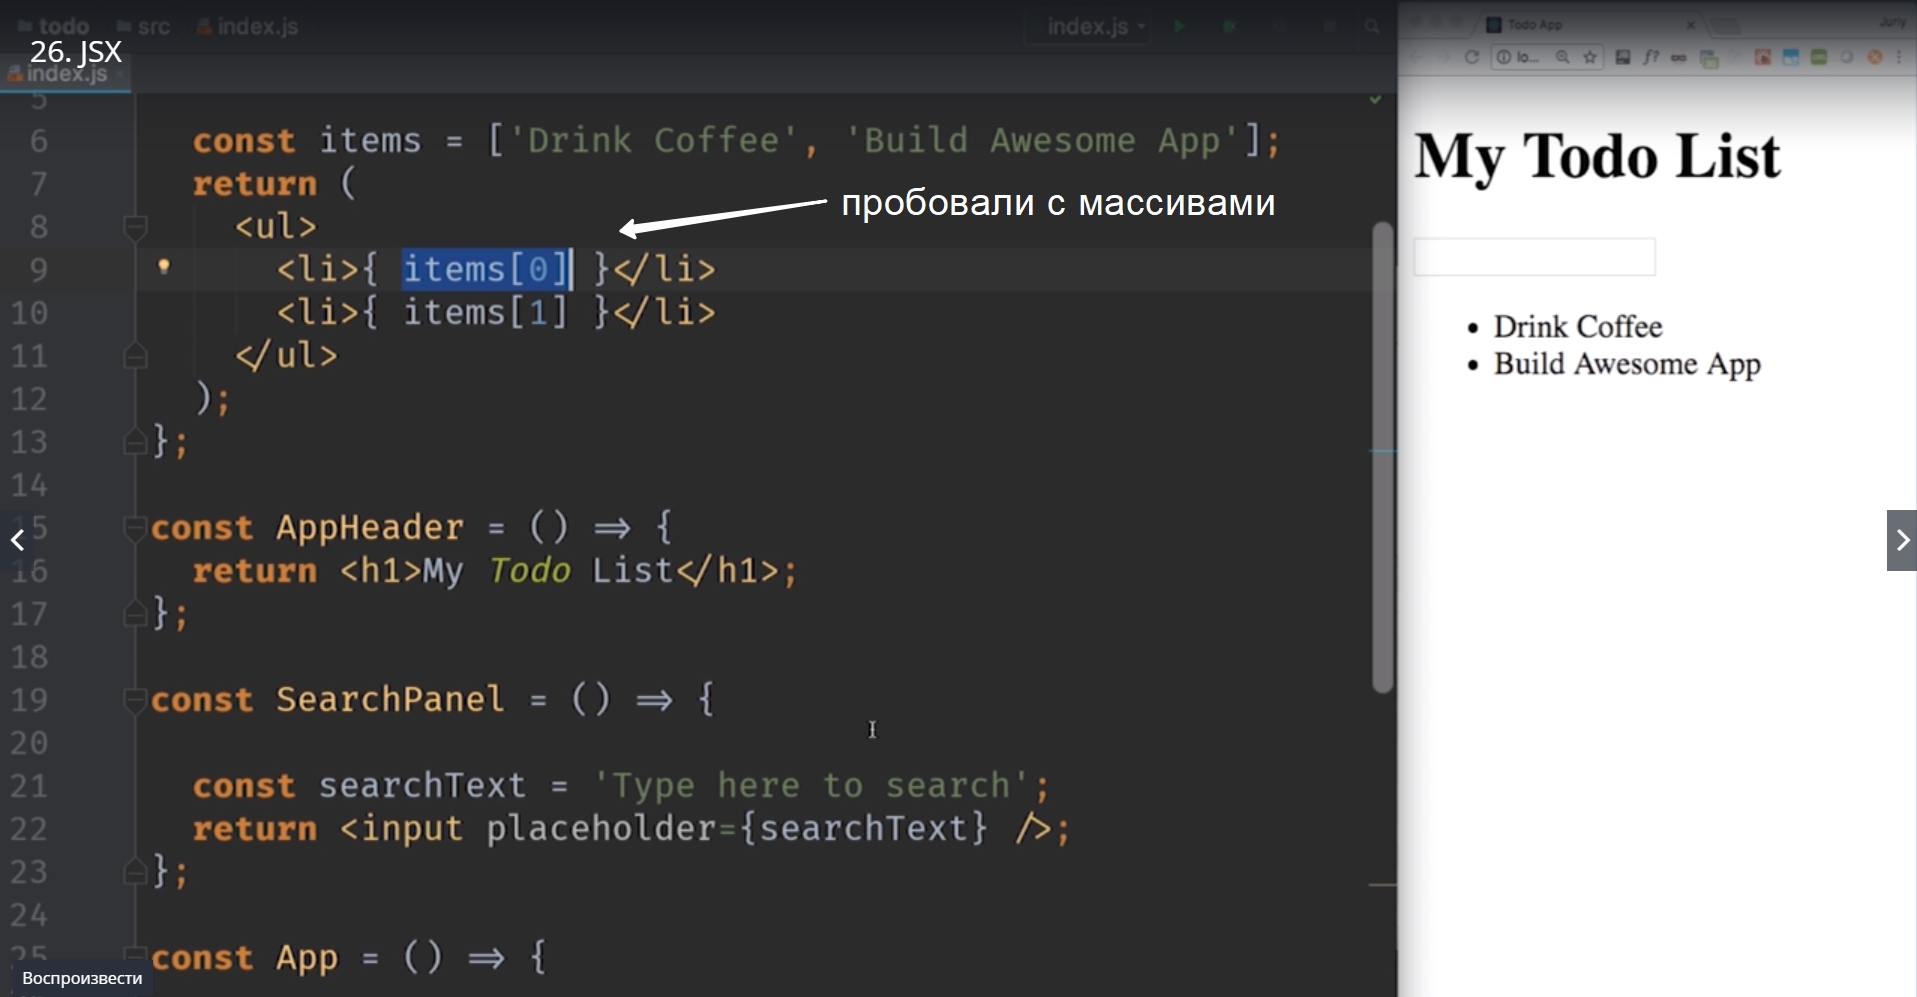 todo src index.js index.js
26. JSX
index.js
5
6 const items = ['Drink Coffee', 'Build Awesome App'];
7 return (
8 <ul>
9 <li>{ items[0] }</li>
10 <li>{ items[1] }</li>
11 </ul>
12 );
13 };
14
15 const AppHeader = () => {
16 return <h1>My Todo List</h1>;
17 };
18
19 const SearchPanel = () => {
20
21 const searchText = 'Type here to search';
22 return <input placeholder={searchText} />;
23 };
24
25 const App = () => {
пробовали с массивами
Воспроизвести
Todo App
Juriy
lo... f?
My Todo List
Drink Coffee
Build Awesome App